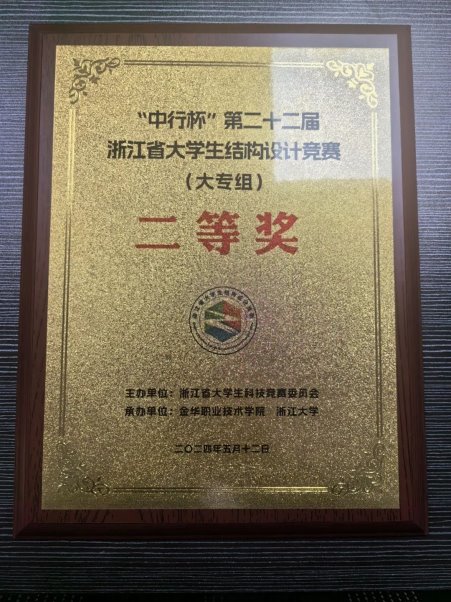 “中行杯”第二十二届
浙江省大学生结构设计竞赛
（大专组）
二等奖
主办单位：浙江省大学生科技竞赛委员会
承办单位：金华职业技术学院 浙江大学
二〇二四年五月十二日